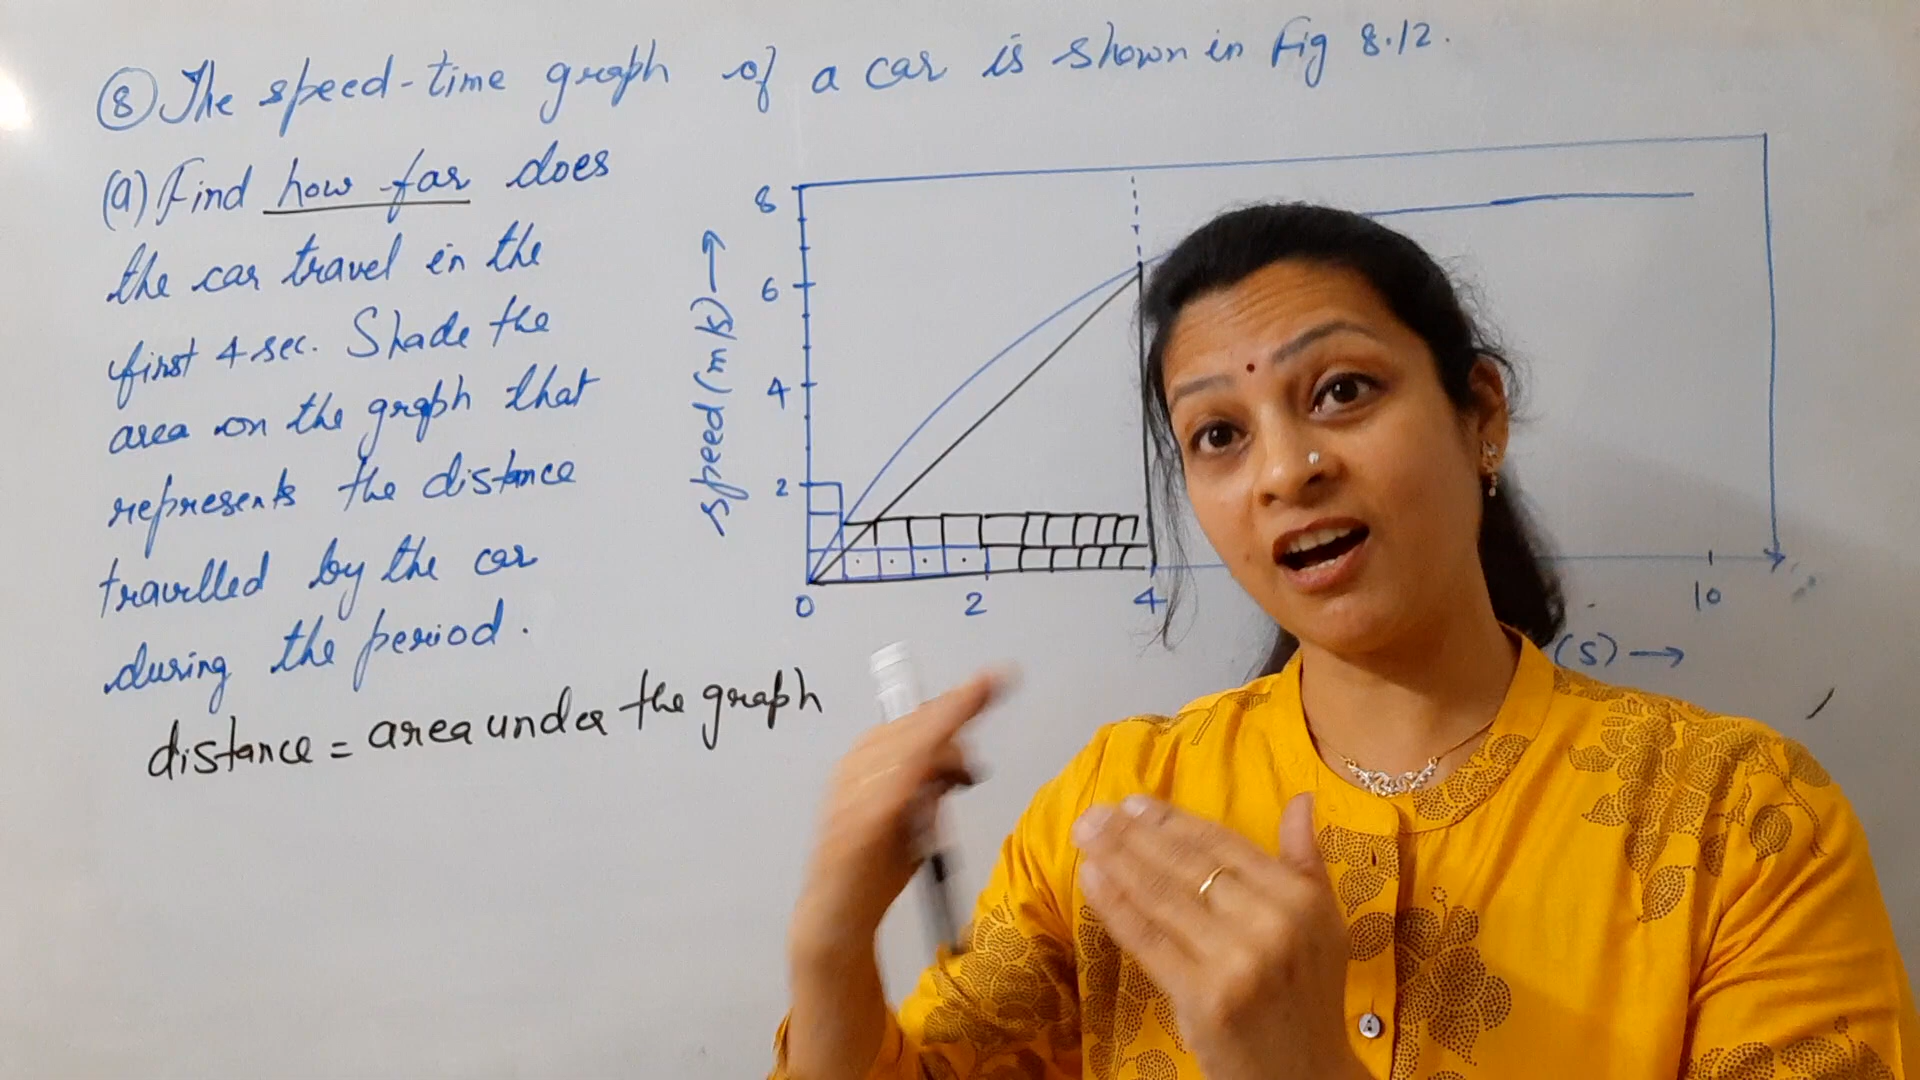 ⑧ The speed-time graph of a car is shown in Fig 8.12.
(a) Find how far does
the car travel in the
first 4 sec. Shade the
area on the graph that
represents the distance
travelled by the car
during the period.
distance = area under the graph
speed (m/s) →
8
6
4
2
0 2 4 10
(s) →